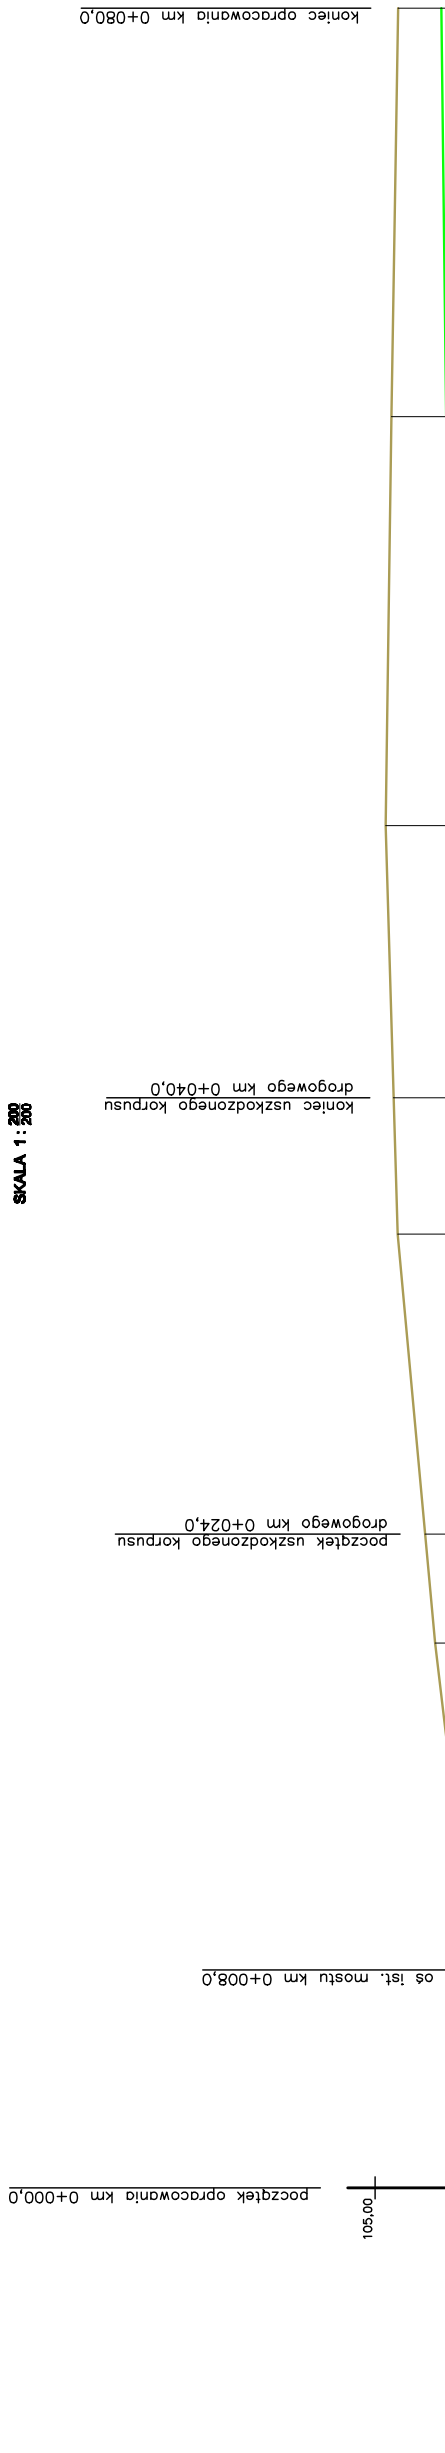 koniec opracowania km 0+080,0
koniec uszkodzonego korpusu
drogowego km 0+040,0
SKALA 1:200
200
początek uszkodzonego korpusu
drogowego km 0+024,0
oś ist. mostu km 0+008,0
początek opracowania km 0+000,0
105,00